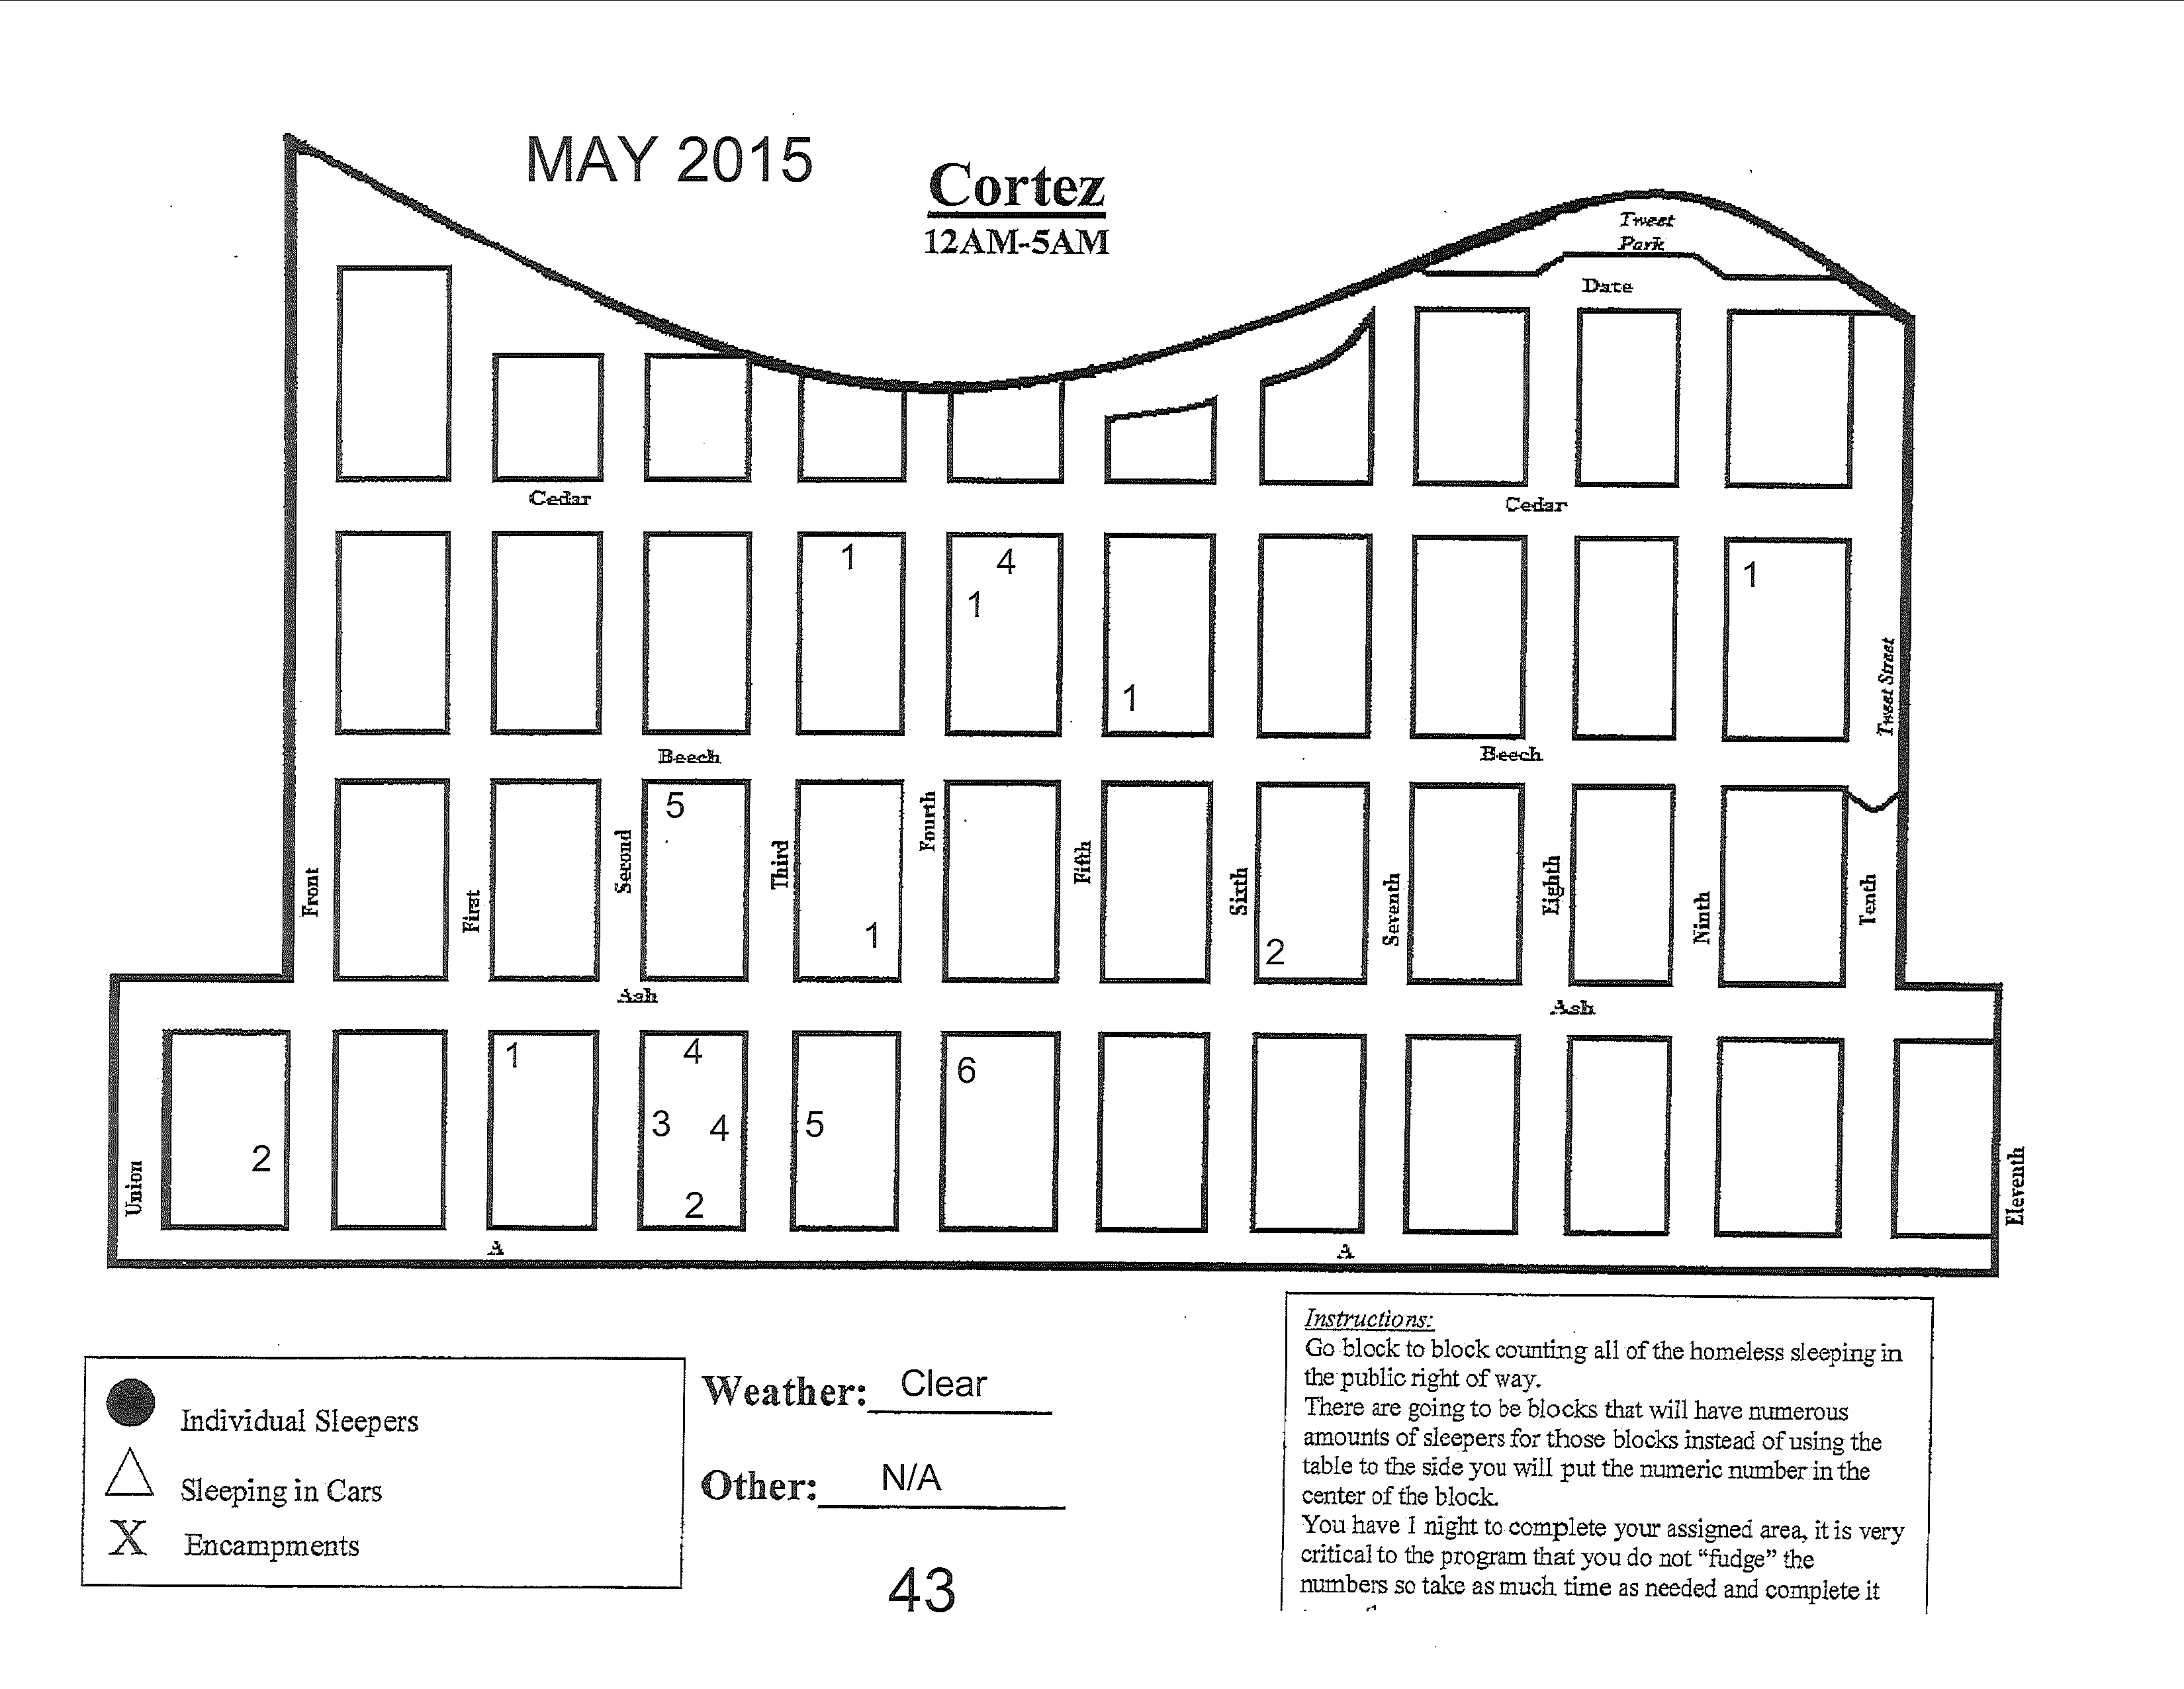 MAY 2015
Cortez
12AM-5AM
Tweet
Park
Date
Cedar
Cedar
1
4
1
1
1
Tweet Street
Beech
Beech
5
1
2
Front
First
Second
Third
Fourth
Fifth
Sixth
Seventh
Eighth
Ninth
Tenth
Ash
Ash
1
4
3
4
2
5
6
2
Union
Eleventh
A
A
Individual Sleepers
Sleeping in Cars
X Encampments
Weather: Clear
Other: N/A
43
Instructions:
Go block to block counting all of the homeless sleeping in
the public right of way.
There are going to be blocks that will have numerous
amounts of sleepers for those blocks instead of using the
table to the side you will put the numeric number in the
center of the block.
You have 1 night to complete your assigned area, it is very
critical to the program that you do not “fudge” the
numbers so take as much time as needed and complete it